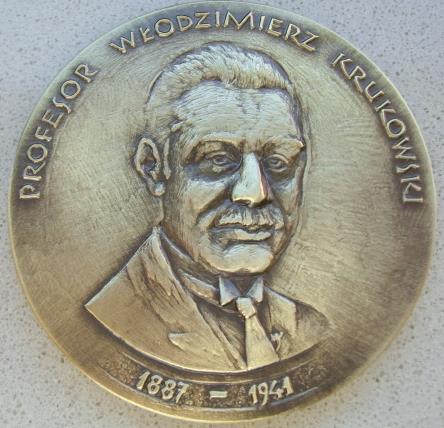 PROFESOR WŁODZIMIERZ KRUKOWSKI
1887 - 1941